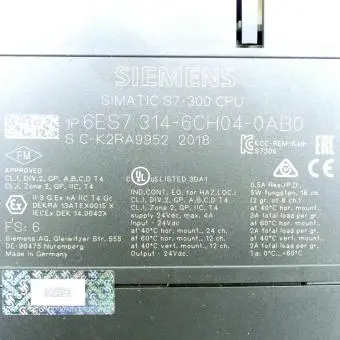 SIEMENS
SIMATIC S7-300 CPU
1P 6ES7 314-6CH04-0AB0
S C-K2RA9952 2018
FM
APPROVED
CL.I, DIV.2, GP. A,B,C,D T4
CL.I, Zone 2, GP. IIC, T4
II 3 G Ex nA IIC T4 Gc
DEKRA 13ATEX0015 X
IECEx DEK 14.0042X
FS: 6
Siemens AG, Gleiwitzer Str. 555
DE-90475 Nuremberg
Made in Germany
UL US LISTED 3DA1
IND. CONT. EQ. for HAZ. LOC.:
CL.I, DIV.2, GP. A,B,C,D T4
CL.I, Zone 2, GP. IIC, T4
supply 24Vdc. max. 4A
Input - 24Vdc
at 40°C hor. mount., 24 ch.
at 60°C hor. mount., 12 ch.
at 40°C vert. mount., 12 ch.
Output - 24Vdc
KCC-REM-S49-
S7300
0.5A Res./P.D.
5W tungsten, 16 ch.
(2 gr. of 8 ch.)
at 40°C hor. mount.
3A total load per gr.
at 60°C hor. mount.
2A total load per gr.
at 40°C vert. mount.
2A total load per gr.
Ta: 0°C...+60°C